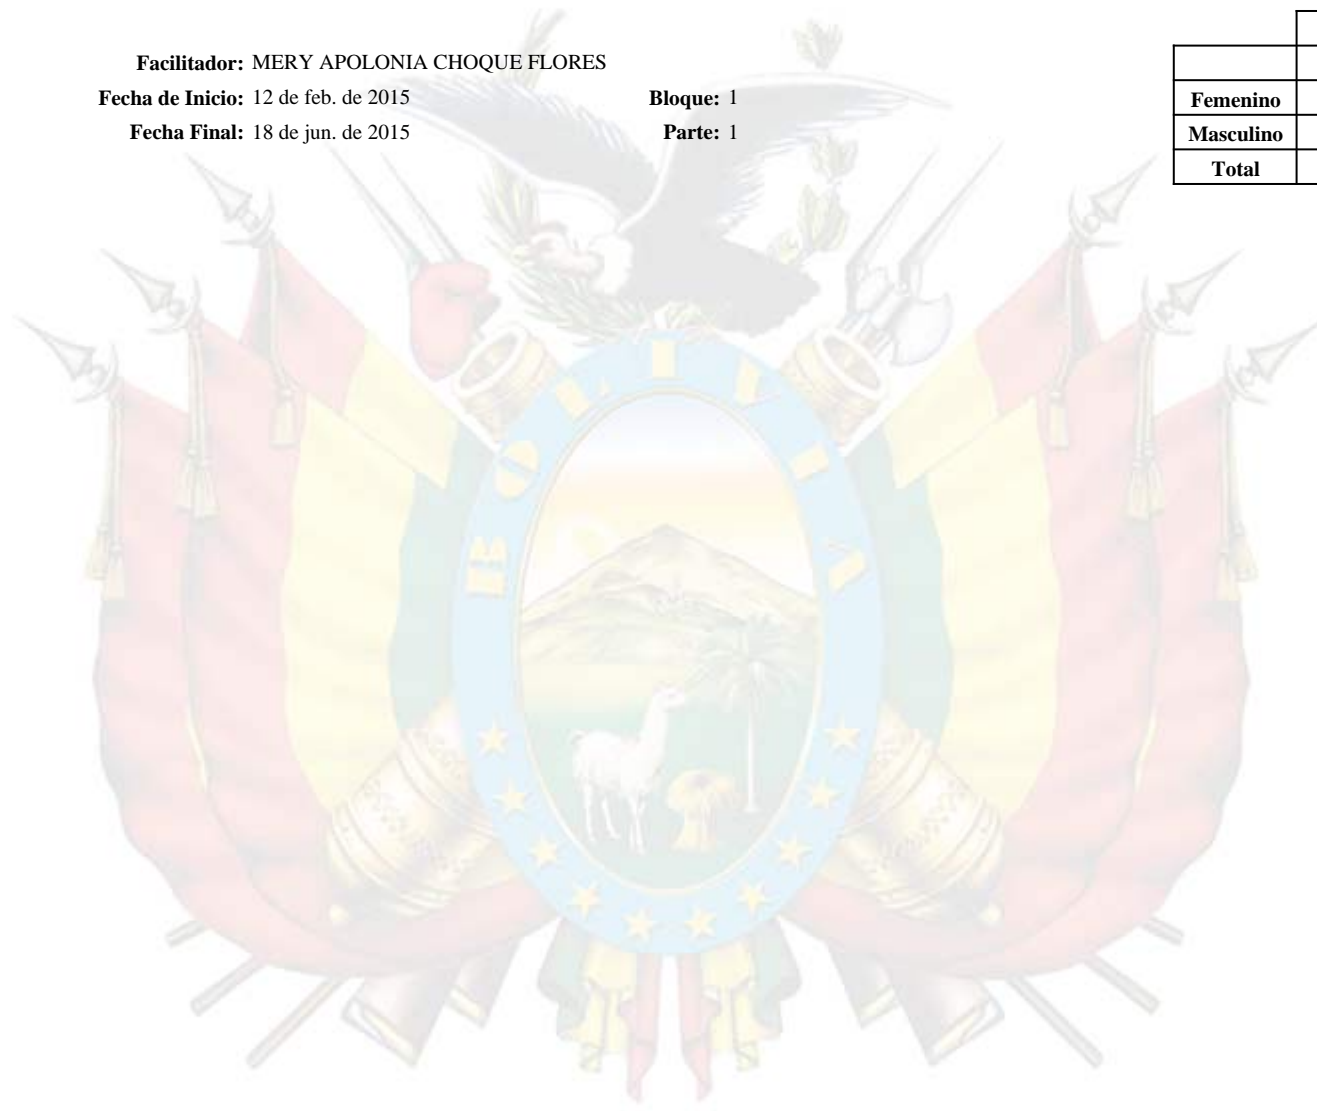 Facilitador: MERY APOLONIA CHOQUE FLORES
Fecha de Inicio: 12 de feb. de 2015 Bloque: 1
Fecha Final: 18 de jun. de 2015 Parte: 1
Femenino
Masculino
Total
BOLIVIA